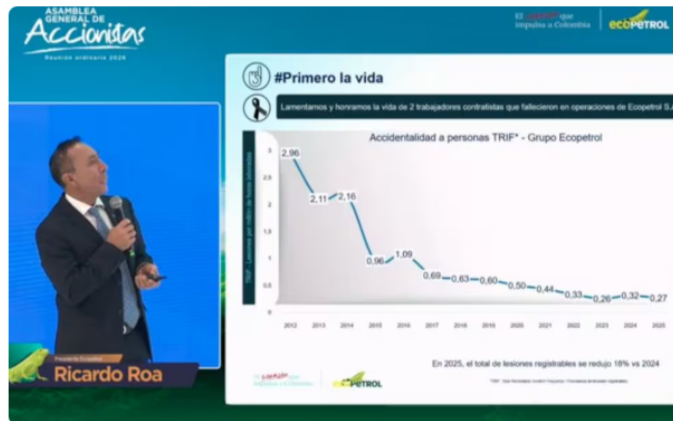 ASAMBLEA
GENERAL DE
Accionistas
Reunión ordinaria 2026
El corazón que
impulsa a Colombia
ecoPETROL
#Primero la vida
Lamentamos y honramos la vida de 2 trabajadores contratistas que fallecieron en operaciones de Ecopetrol S.A
Accidentalidad a personas TRIF* - Grupo Ecopetrol
3
2,5
2
1,5
1
0,5
0
2,96
2,11
2,16
0,96
1,09
0,69
0,63
0,60
0,50
0,44
0,33
0,26
0,32
0,27
2012 2013 2014 2015 2016 2017 2018 2019 2020 2021 2022 2023 2024 2025
En 2025, el total de lesiones registrables se redujo 18% vs 2024
Presidente Ecopetrol
Ricardo Roa
ecoPETROL